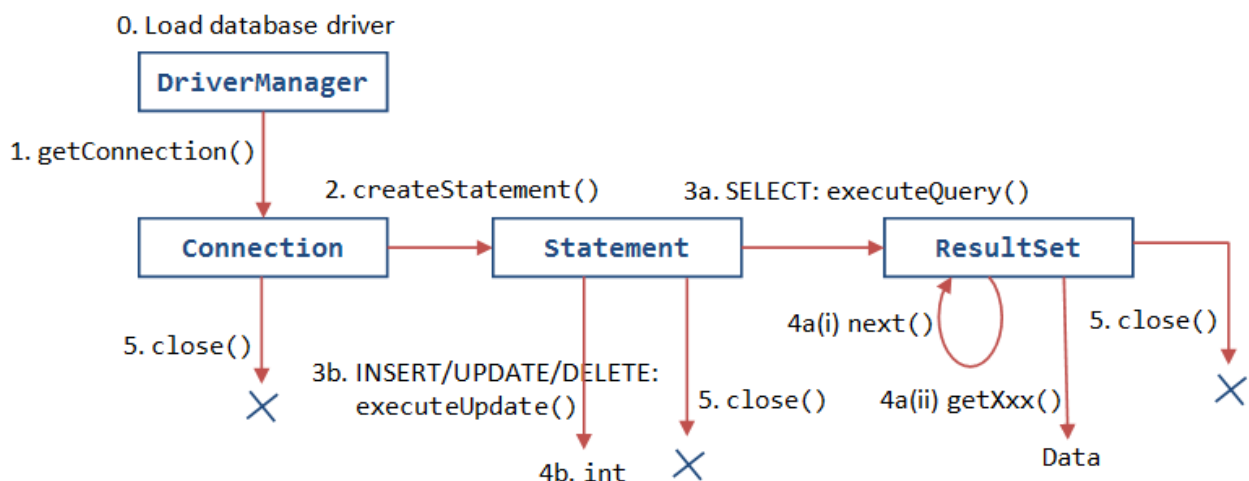 0. Load database driver
DriverManager
1. getConnection()
2. createStatement()
3a. SELECT: executeQuery()
Connection
Statement
ResultSet
4a(i) next()
5. close()
5. close()
3b. INSERT/UPDATE/DELETE:
executeUpdate()
5. close()
4a(ii) getXxx()
4b. int
Data